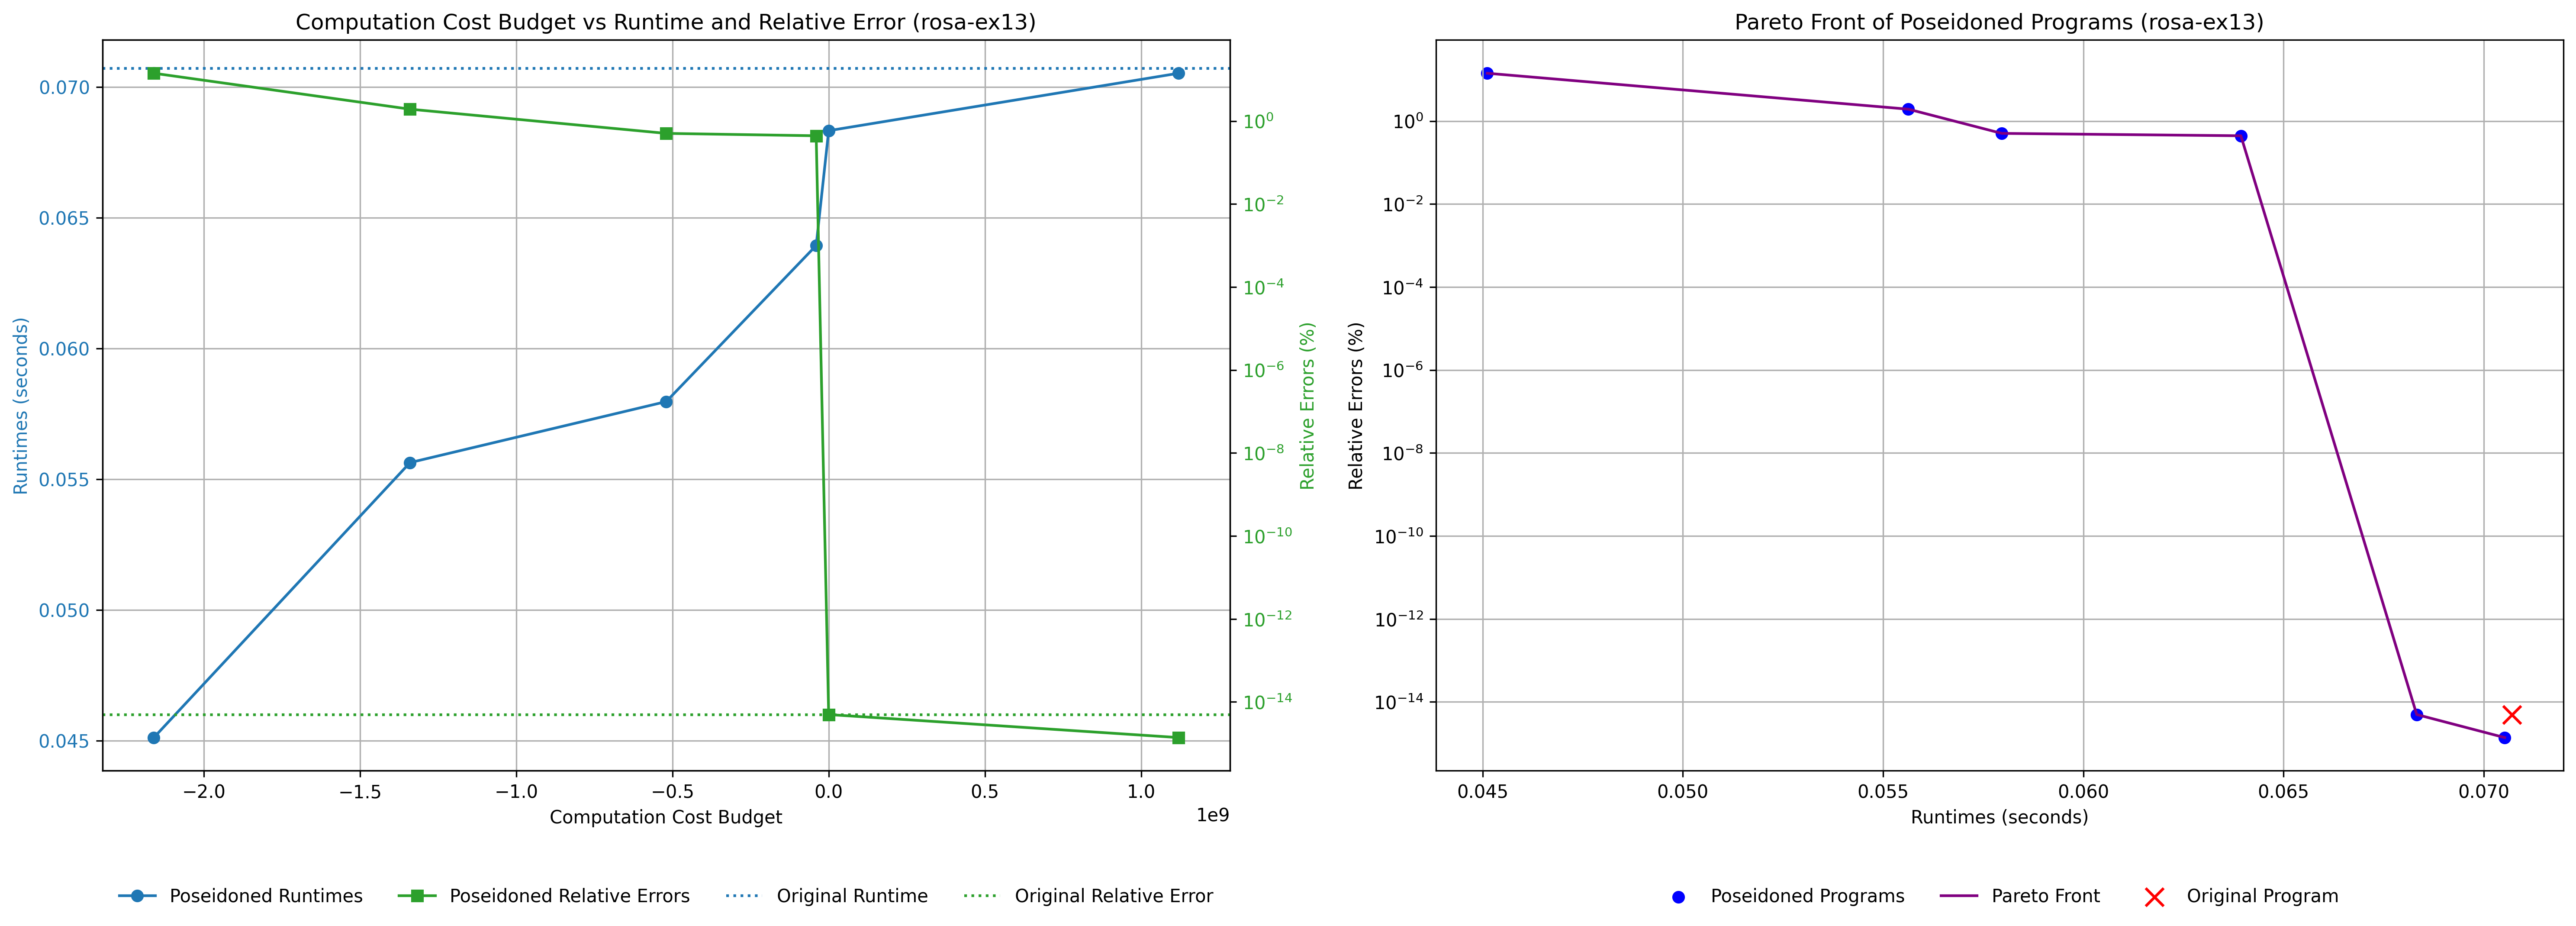 Computation Cost Budget vs Runtime and Relative Error (rosa-ex13)
Runtimes (seconds)
0.070
0.065
0.060
0.055
0.050
0.045
10⁰
10⁻²
10⁻⁴
10⁻⁶
10⁻⁸
10⁻¹⁰
10⁻¹²
10⁻¹⁴
Relative Errors (%)
−2.0 −1.5 −1.0 −0.5 0.0 0.5 1.0
1e9
Computation Cost Budget
Poseidoned Runtimes Poseidoned Relative Errors Original Runtime Original Relative Error
Pareto Front of Poseidoned Programs (rosa-ex13)
Relative Errors (%)
10⁰
10⁻²
10⁻⁴
10⁻⁶
10⁻⁸
10⁻¹⁰
10⁻¹²
10⁻¹⁴
0.045 0.050 0.055 0.060 0.065 0.070
Runtimes (seconds)
Poseidoned Programs Pareto Front Original Program